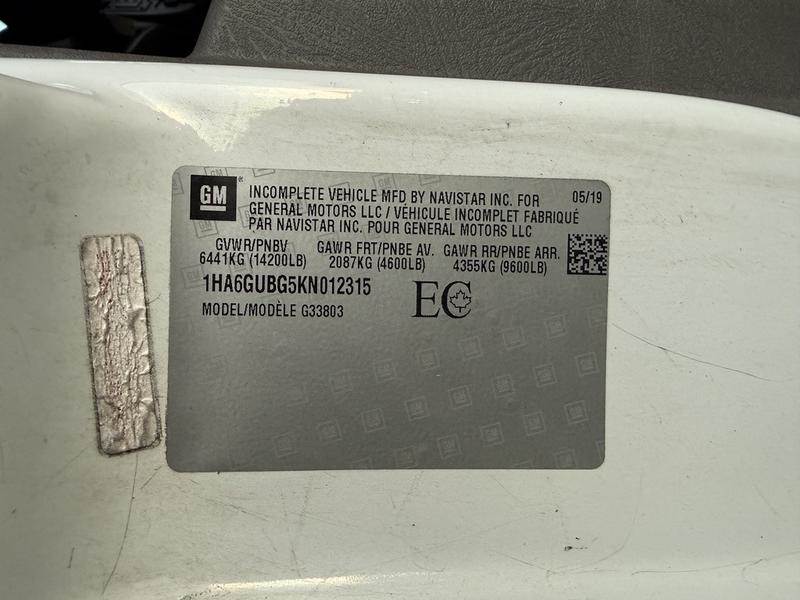 GM
INCOMPLETE VEHICLE MFD BY NAVISTAR INC. FOR 05/19
GENERAL MOTORS LLC / VÉHICULE INCOMPLET FABRIQUÉ
PAR NAVISTAR INC. POUR GENERAL MOTORS LLC
GVWR/PNBV GAWR FRT/PNBE AV. GAWR RR/PNBE ARR.
6441KG (14200LB) 2087KG (4600LB) 4355KG (9600LB)
1HA6GUBG5KN012315 EC
MODEL/MODÈLE G33803